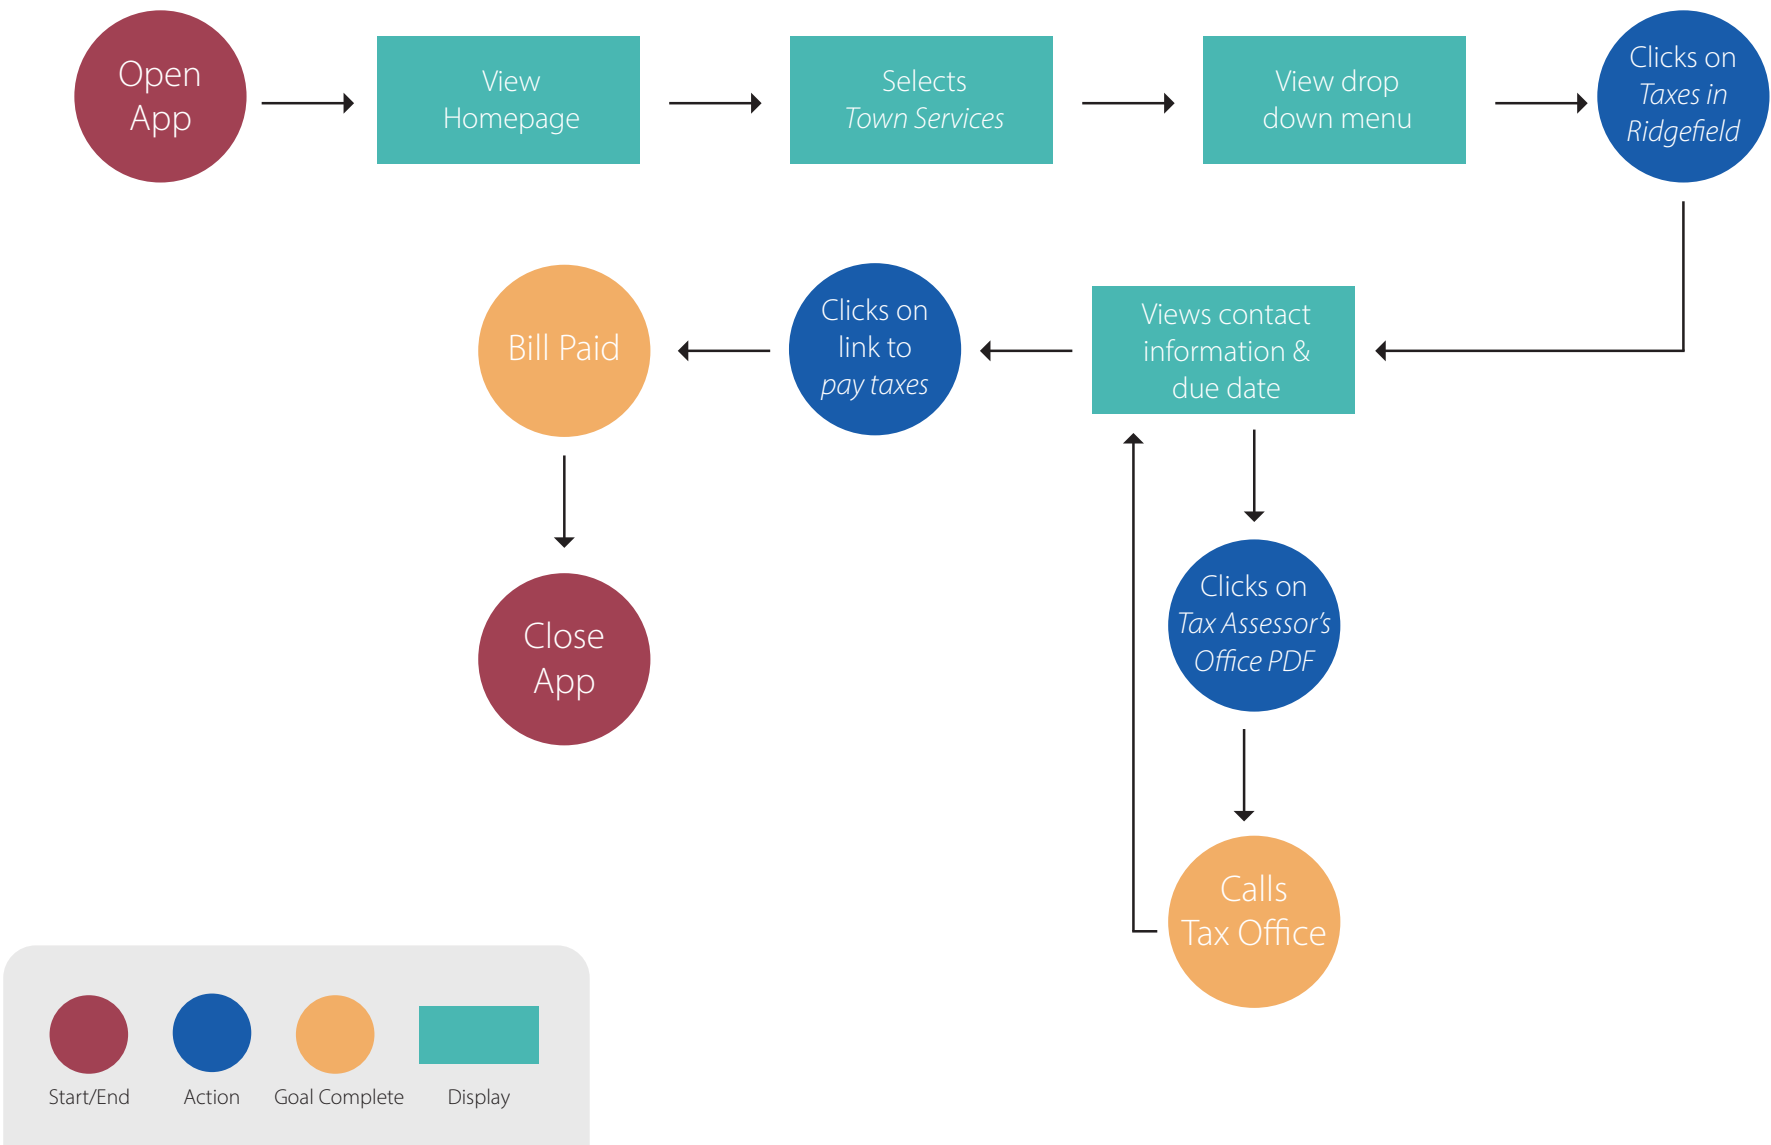 Open
App
View
Homepage
Selects
Town Services
View drop
down menu
Clicks on
Taxes in
Ridgefield
Views contact
information &
due date
Clicks on
link to
pay taxes
Bill Paid
Close
App
Clicks on
Tax Assessor's
Office PDF
Calls
Tax Office
Start/End
Action
Goal Complete
Display